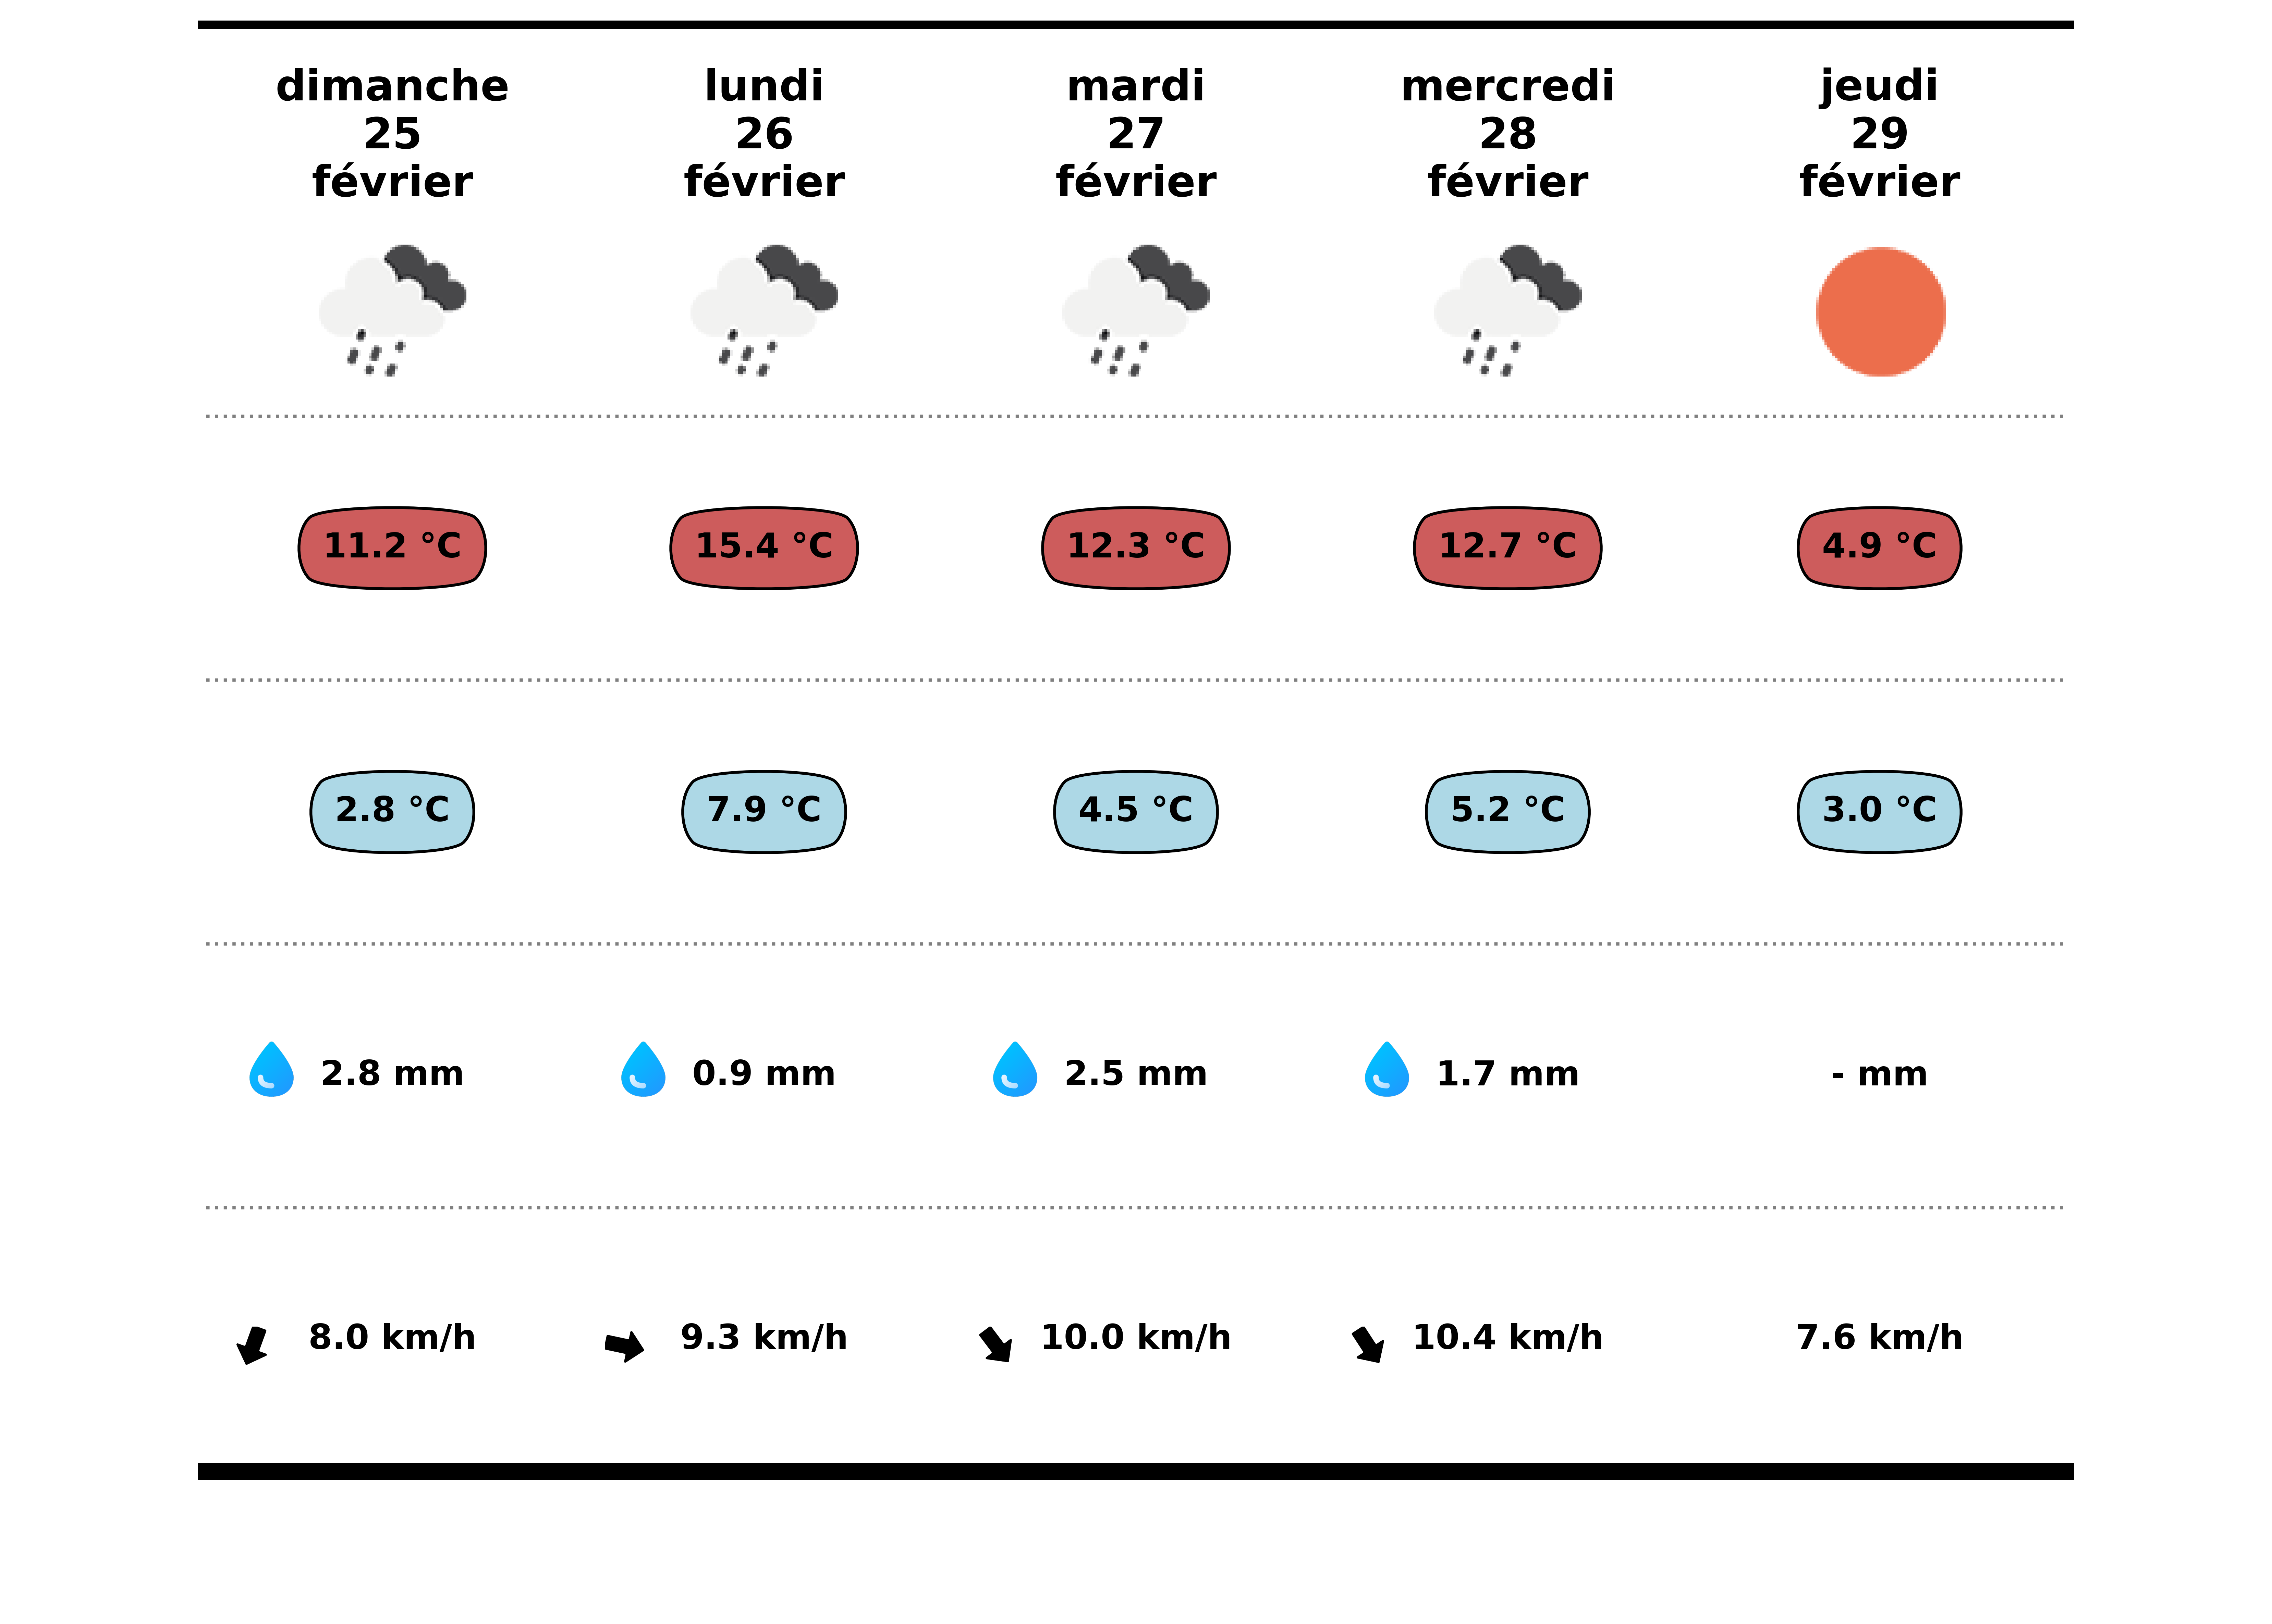 dimanche
25
février
lundi
26
février
mardi
27
février
mercredi
28
février
jeudi
29
février
11.2 °C
15.4 °C
12.3 °C
12.7 °C
4.9 °C
2.8 °C
7.9 °C
4.5 °C
5.2 °C
3.0 °C
2.8 mm
0.9 mm
2.5 mm
1.7 mm
- mm
8.0 km/h
9.3 km/h
10.0 km/h
10.4 km/h
7.6 km/h